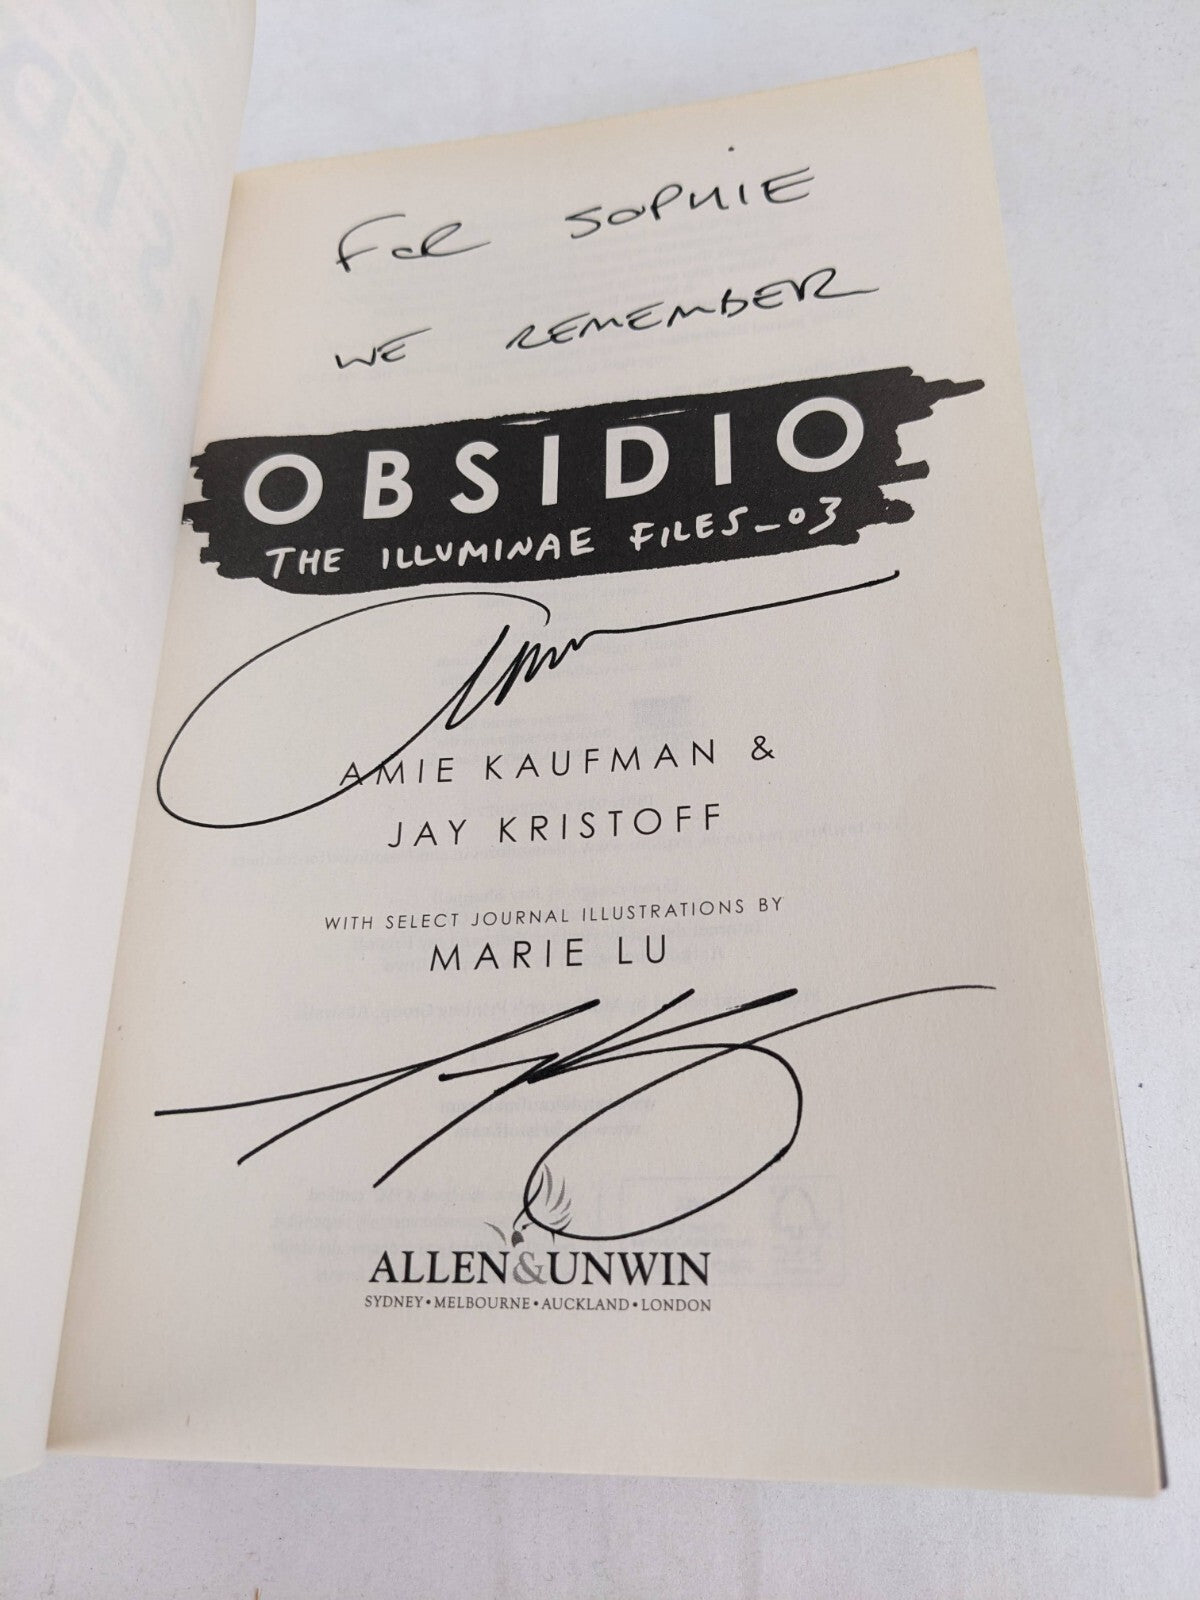 FOR SOPHIE
WE REMEMBER
OBSIDIO
THE ILLUMINAE FILES_03
AMIE KAUFMAN &
JAY KRISTOFF
WITH SELECT JOURNAL ILLUSTRATIONS BY
MARIE LU
ALLEN&UNWIN
SYDNEY•MELBOURNE•AUCKLAND•LONDON